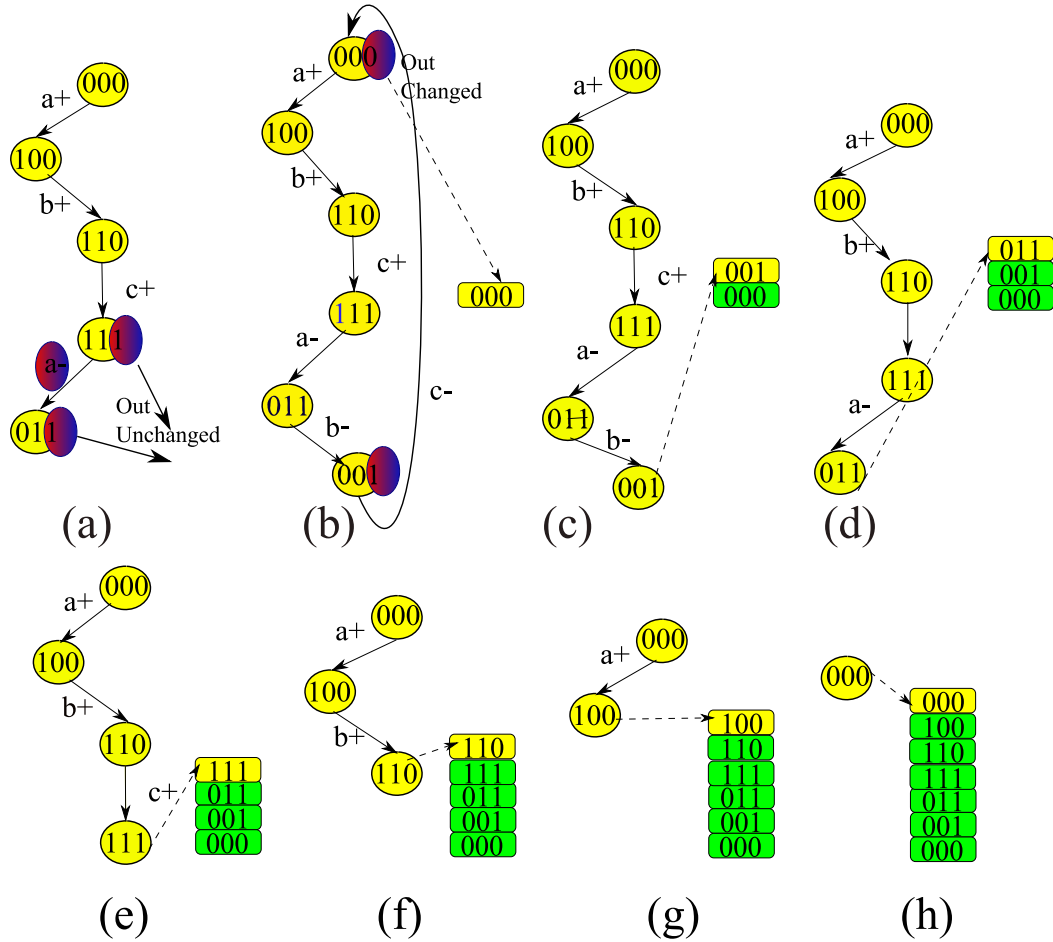 000
a+
100
b+
110
c+
111
a-
011
Out
Unchanged
(a)
000
Out
Changed
a+
100
b+
110
c+
111
a-
011
b-
001
c-
000
(b)
000
a+
100
b+
110
c+
111
a-
011
b-
001
001
000
(c)
000
a+
100
b+
110
111
a-
011
011
001
000
(d)
000
a+
100
b+
110
c+
111
111
011
001
000
(e)
000
a+
100
b+
110
110
111
011
001
000
(f)
000
a+
100
100
110
111
011
001
000
(g)
000
000
100
110
111
011
001
000
(h)